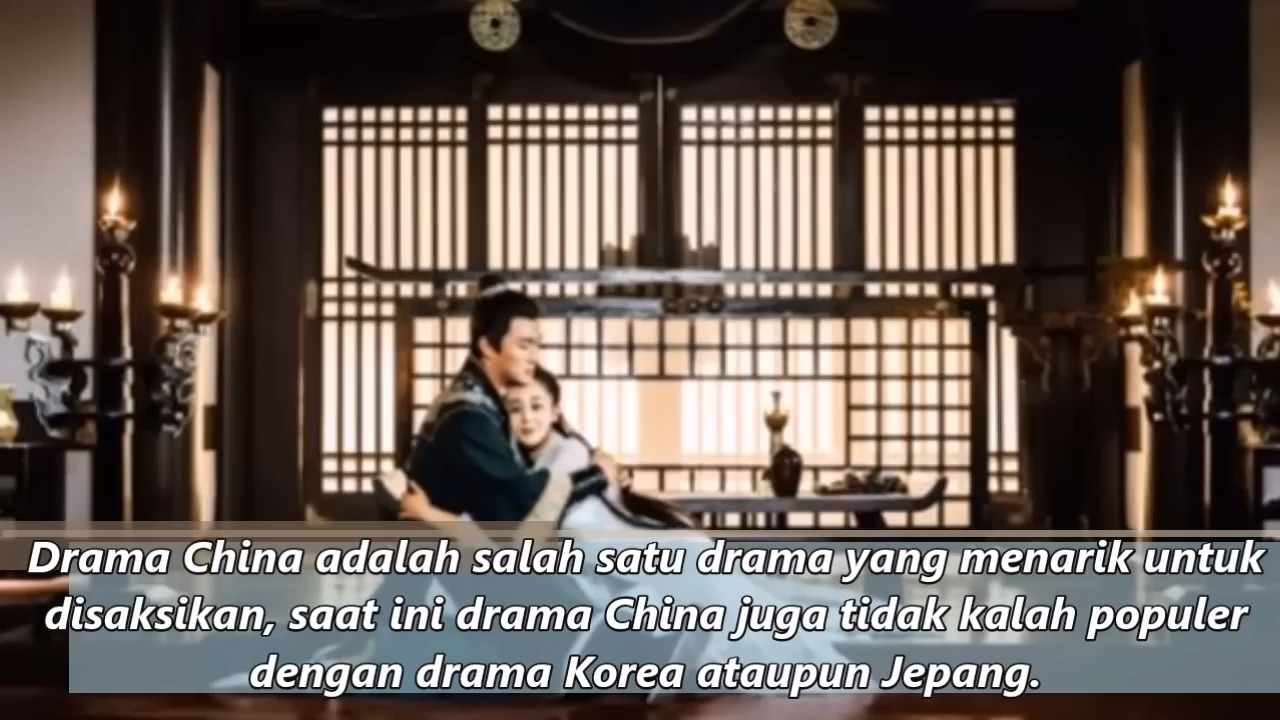 Drama China adalah salah satu drama yang menarik untuk
disaksikan, saat ini drama China juga tidak kalah populer
dengan drama Korea ataupun Jepang.